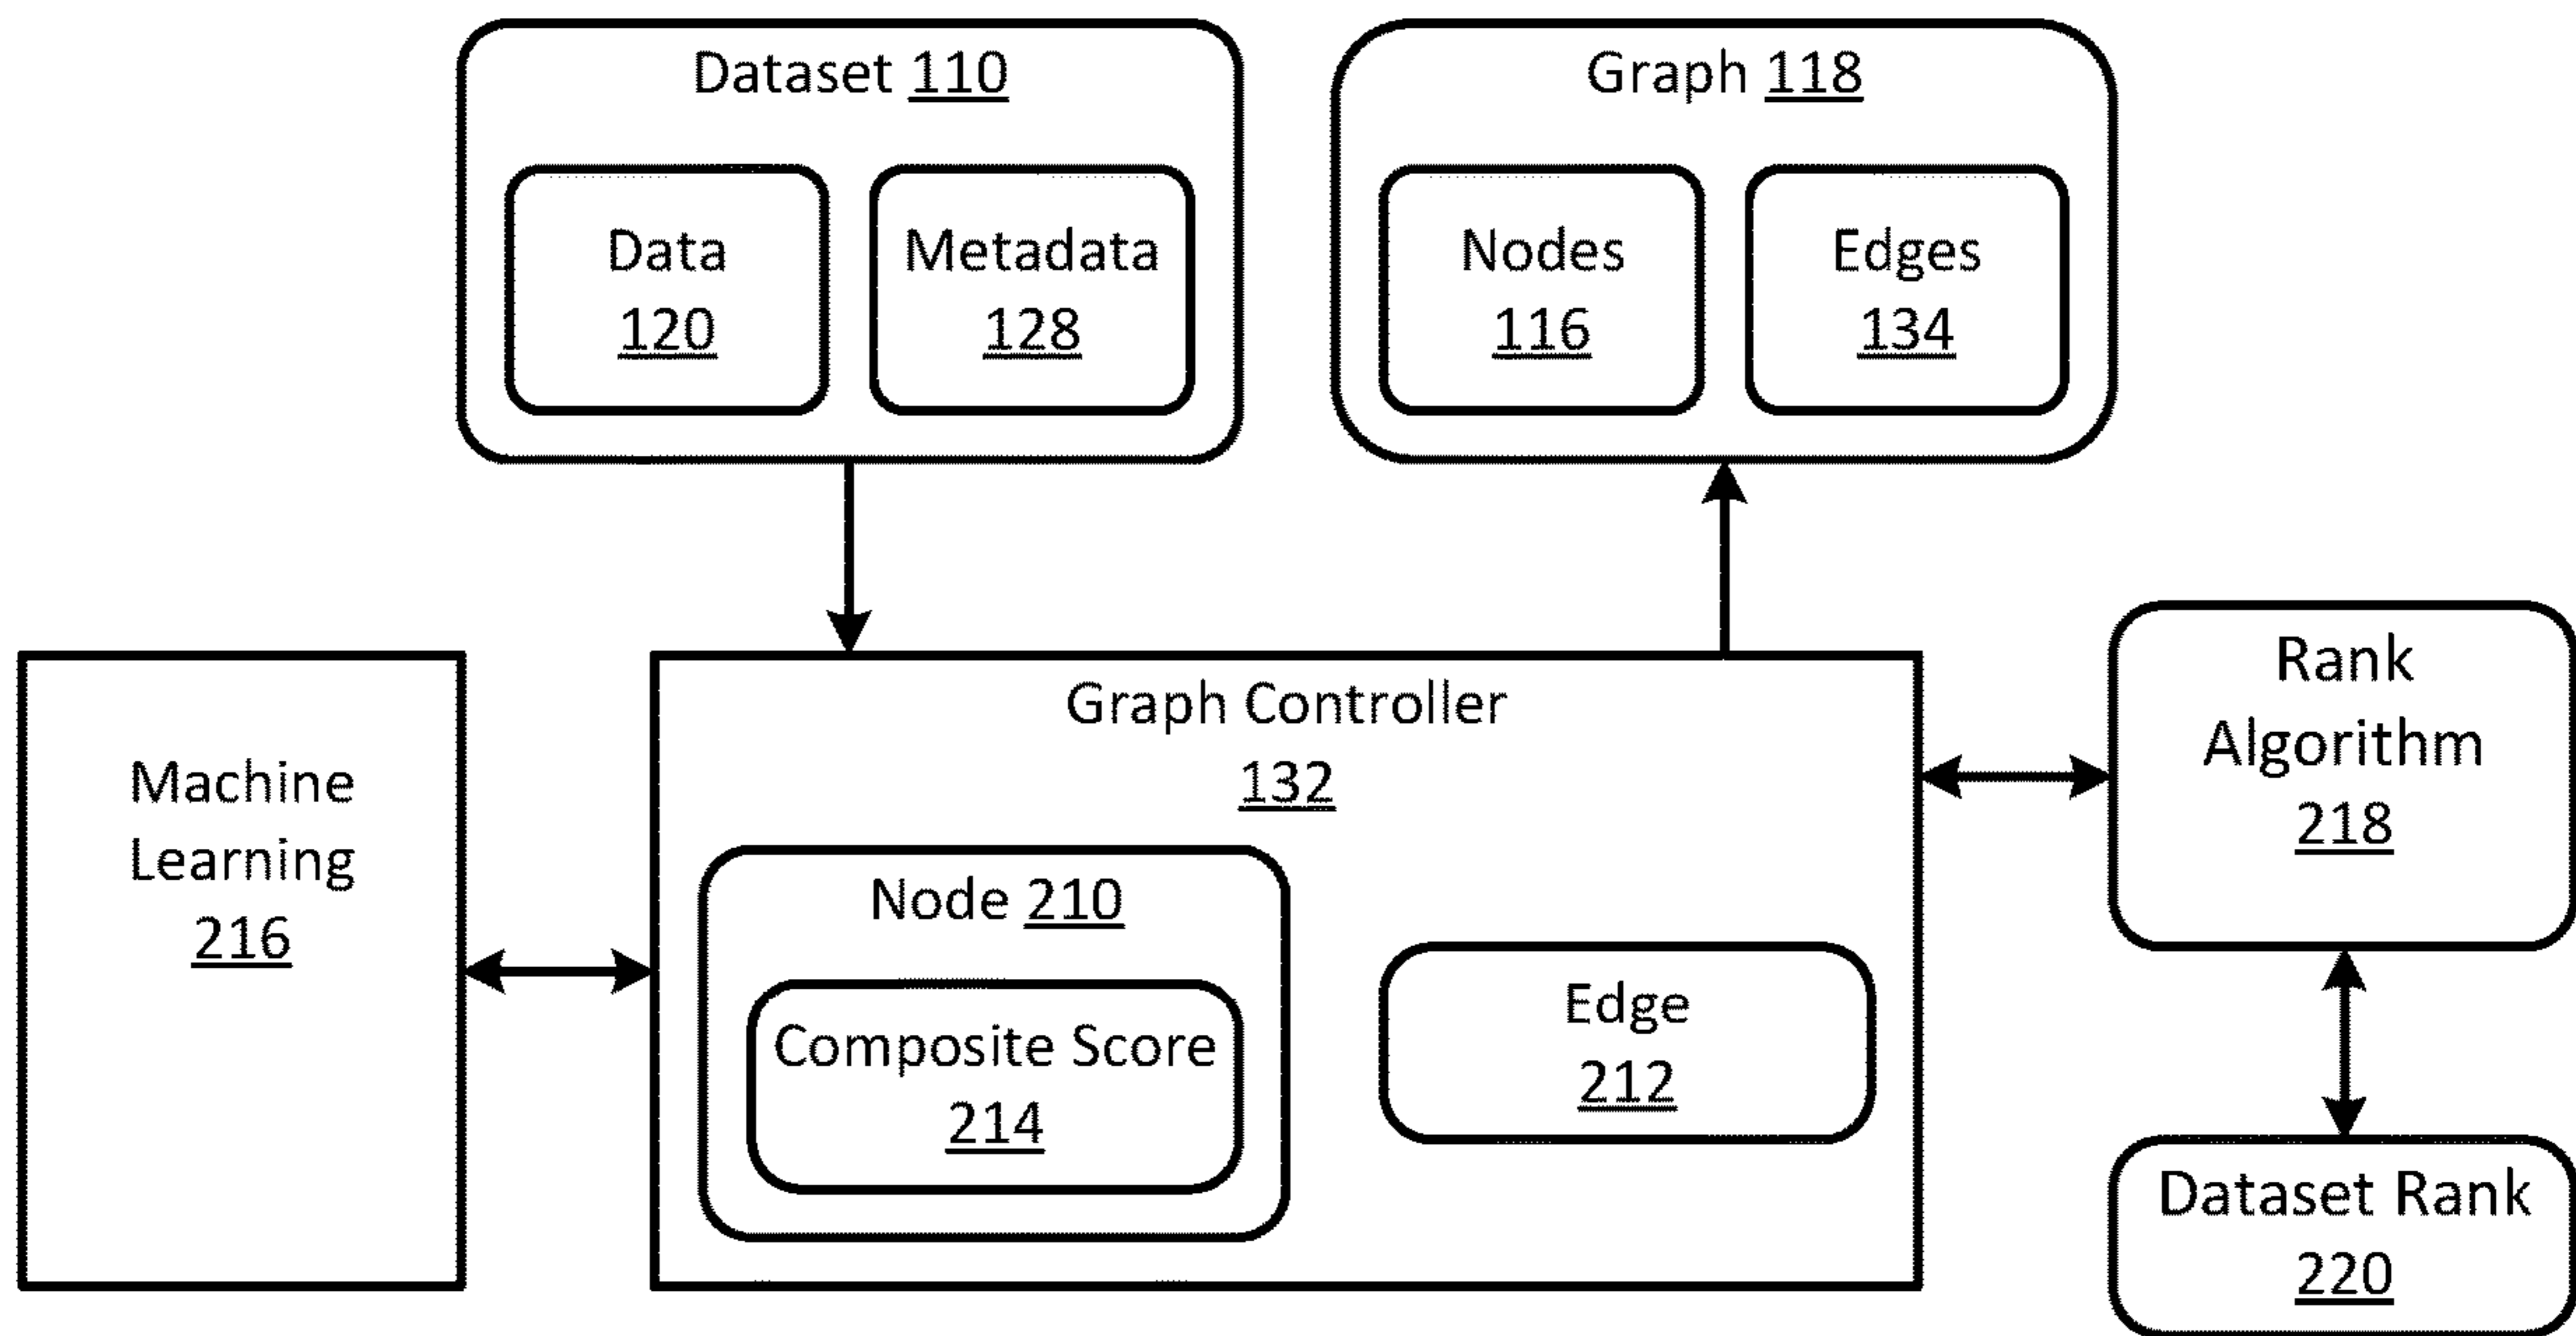 Dataset 110
Data
120
Metadata
128
Graph 118
Nodes
116
Edges
134
Machine
Learning
216
Graph Controller
132
Node 210
Composite Score
214
Edge
212
Rank
Algorithm
218
Dataset Rank
220